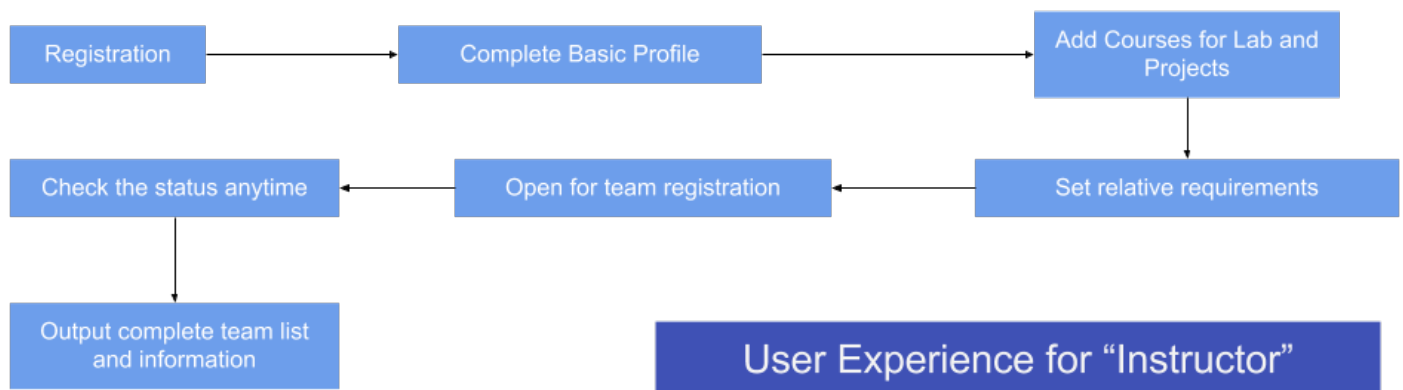 Registration
Complete Basic Profile
Add Courses for Lab and
Projects
Check the status anytime
Open for team registration
Set relative requirements
Output complete team list
and information
User Experience for “Instructor”